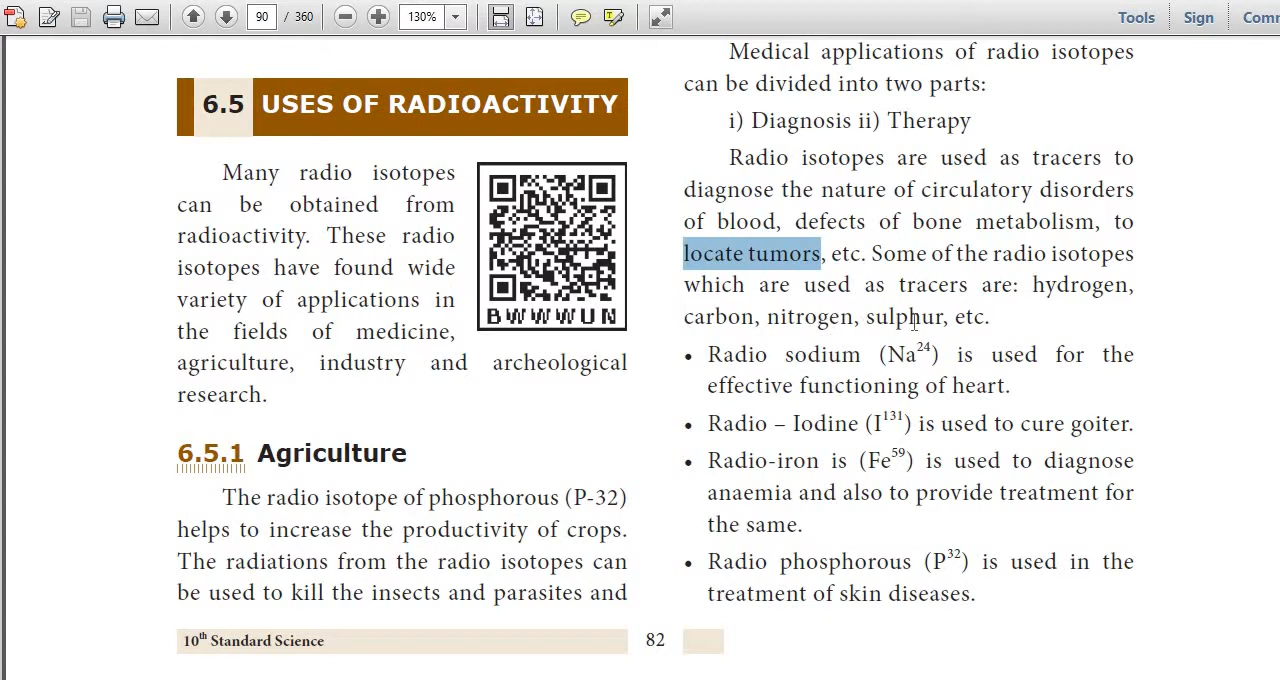 90 / 360
130%
Tools
Sign
Comm
6.5 USES OF RADIOACTIVITY
Many radio isotopes
can be obtained from
radioactivity. These radio
isotopes have found wide
variety of applications in
the fields of medicine,
agriculture, industry and archeological
research.
BWWWUN
6.5.1 Agriculture
The radio isotope of phosphorous (P-32)
helps to increase the productivity of crops.
The radiations from the radio isotopes can
be used to kill the insects and parasites and
Medical applications of radio isotopes
can be divided into two parts:
i) Diagnosis ii) Therapy
Radio isotopes are used as tracers to
diagnose the nature of circulatory disorders
of blood, defects of bone metabolism, to
locate tumors, etc. Some of the radio isotopes
which are used as tracers are: hydrogen,
carbon, nitrogen, sulphur, etc.
• Radio sodium (Na²⁴) is used for the
effective functioning of heart.
• Radio – Iodine (I¹³¹) is used to cure goiter.
• Radio-iron is (Fe⁵⁹) is used to diagnose
anaemia and also to provide treatment for
the same.
• Radio phosphorous (P³²) is used in the
treatment of skin diseases.
10th Standard Science
82